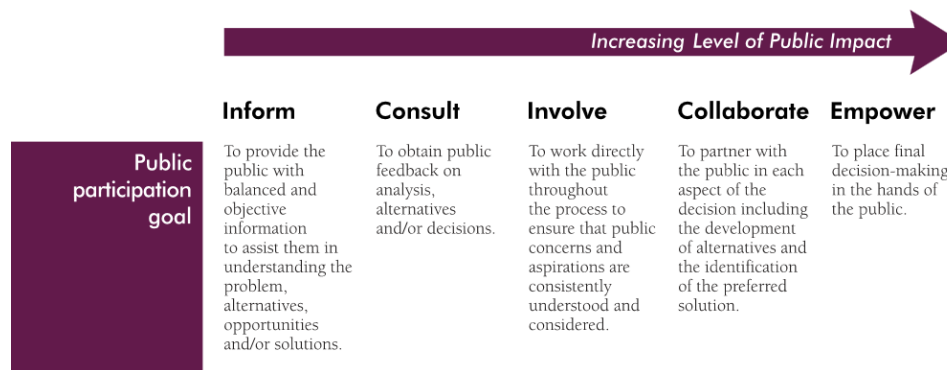 Increasing Level of Public Impact
Inform
Consult
Involve
Collaborate
Empower
Public
participation
goal
To provide the
public with
balanced and
objective
information
to assist them in
understanding the
problem,
alternatives,
opportunities
and/or solutions.
To obtain public
feedback on
analysis,
alternatives
and/or decisions.
To work directly
with the public
throughout
the process to
ensure that public
concerns and
aspirations are
consistently
understood and
considered.
To partner with
the public in each
aspect of the
decision including
the development
of alternatives and
the identification
of the preferred
solution.
To place final
decision-making
in the hands of
the public.